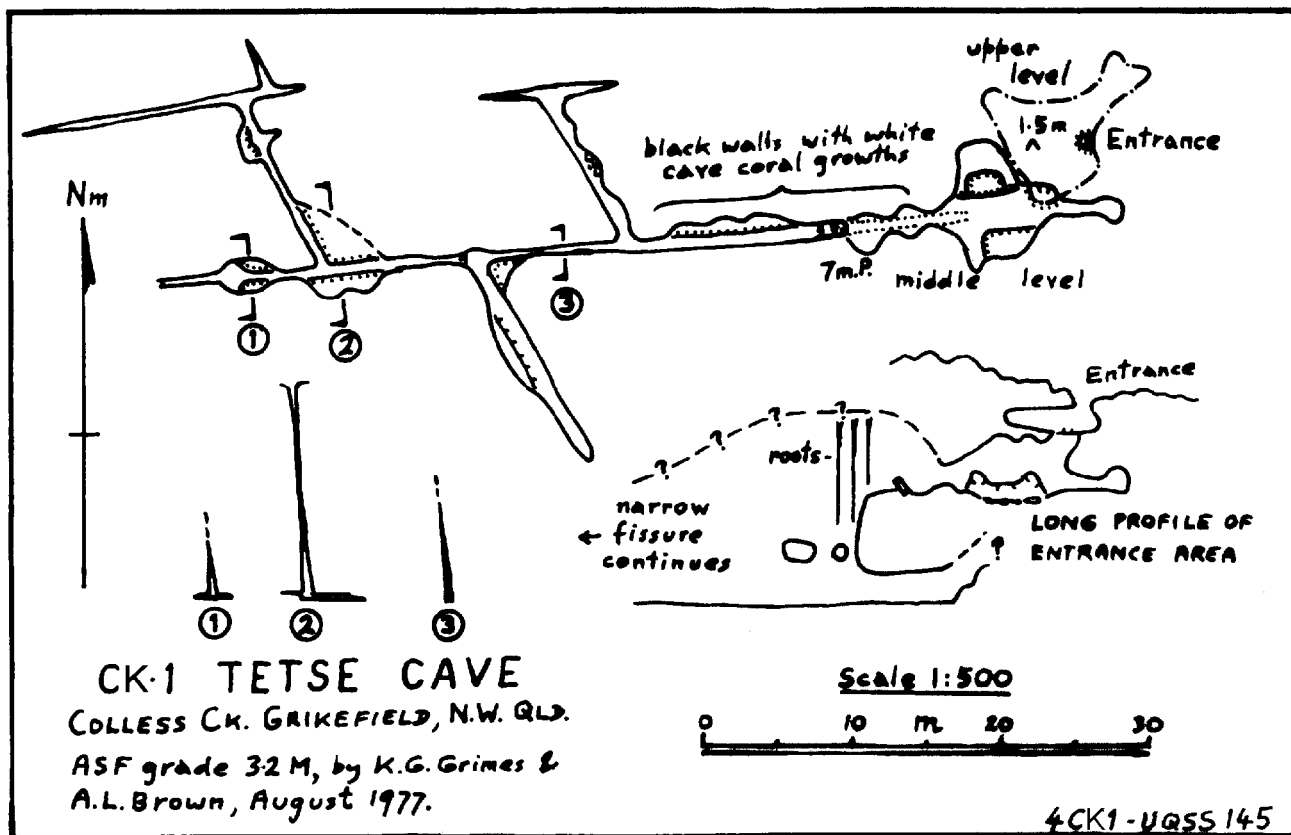 upper
level
1.5m
Entrance
black walls with white
cave coral growths
Nm
7m.P.
middle level
1
2
3
Entrance
roots-
? ? ? ?
narrow
← fissure
continues
?
LONG PROFILE OF
ENTRANCE AREA
1 2 3
CK·1 TETSE CAVE
COLLESS CK. GRIKEFIELD, N.W. QLD.
ASF grade 3·2 M, by K.G. Grimes &
A.L. Brown, August 1977.
Scale 1:500
0 10 m 20 30
4CK1-UQSS 145